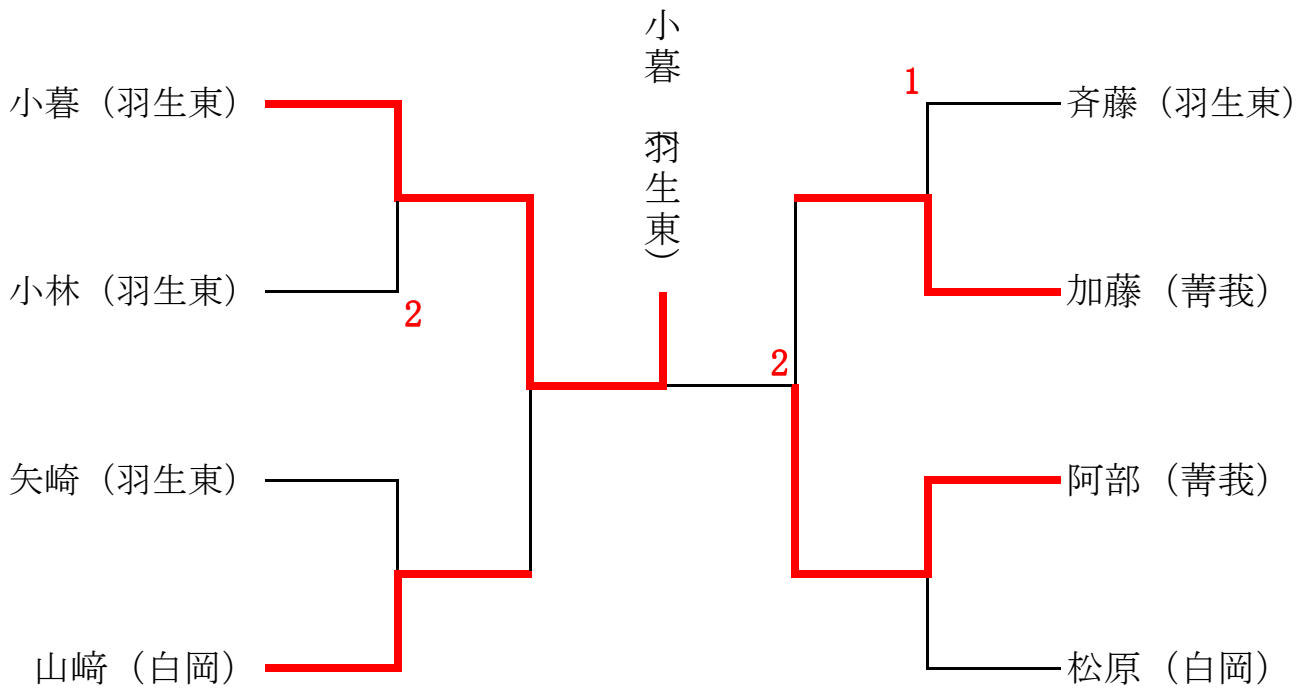 小暮（羽生東）
小暮（羽生東）
小林（羽生東）
2
矢崎（羽生東）
山﨑（白岡）
1
斉藤（羽生東）
加藤（菁莪）
2
阿部（菁莪）
松原（白岡）